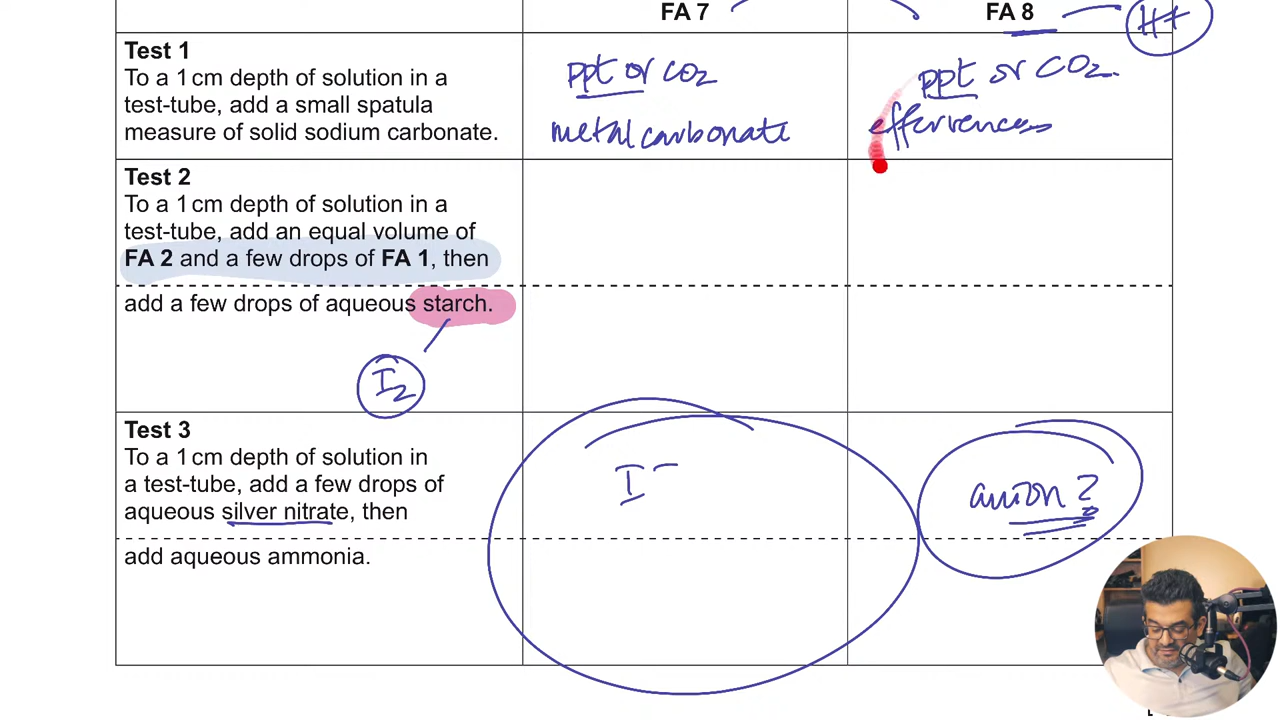 FA 7
FA 8
H+
Test 1
To a 1 cm depth of solution in a
test-tube, add a small spatula
measure of solid sodium carbonate.
ppt or CO2
metal carbonate
ppt or CO2.
effervences
Test 2
To a 1 cm depth of solution in a
test-tube, add an equal volume of
FA 2 and a few drops of FA 1, then
add a few drops of aqueous starch.
I2
Test 3
To a 1 cm depth of solution in
a test-tube, add a few drops of
aqueous silver nitrate, then
add aqueous ammonia.
I⁻
anion?